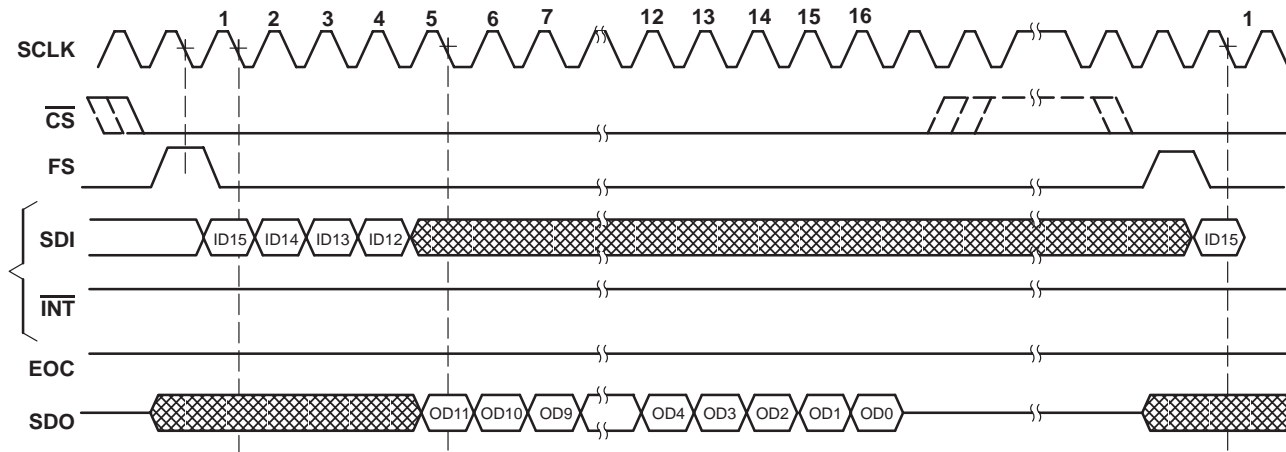 1 2 3 4 5 6 7 12 13 14 15 16 1
SCLK
CS
FS
SDI ID15 ID14 ID13 ID12 ID15
INT
EOC
SDO OD11 OD10 OD9 OD4 OD3 OD2 OD1 OD0